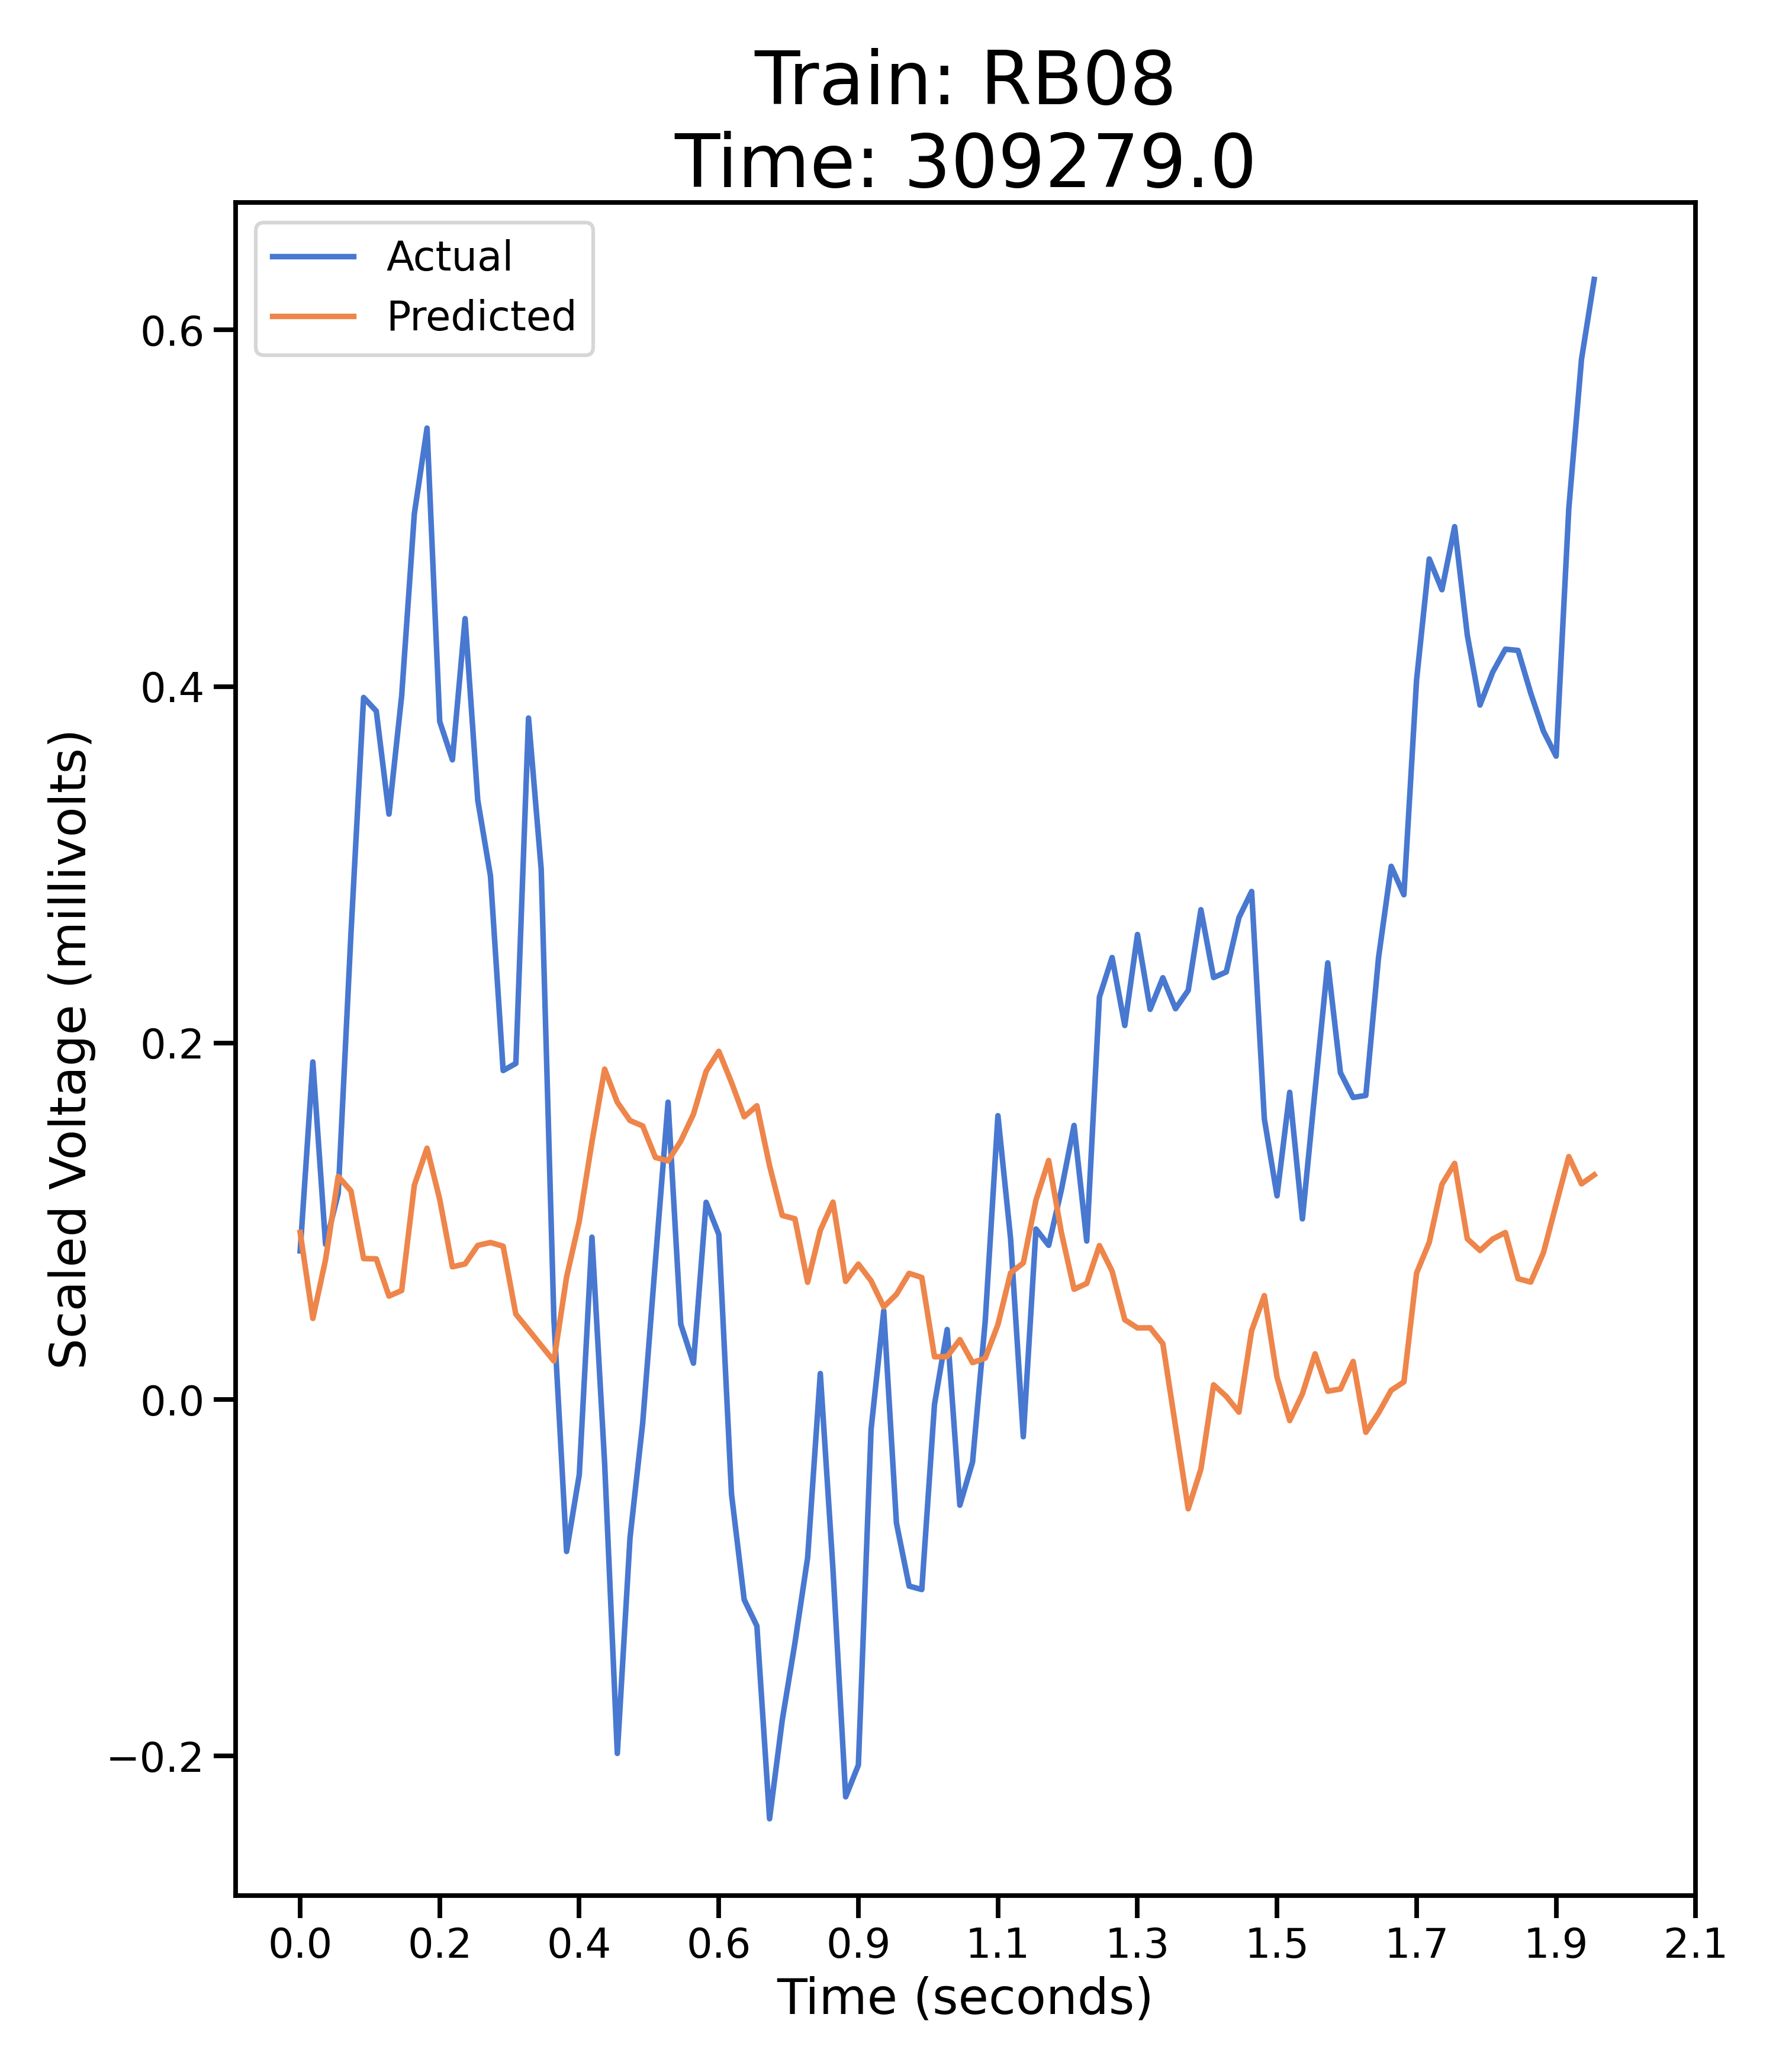 Train: RB08
Time: 309279.0
Actual
Predicted
0.6
0.4
0.2
0.0
−0.2
Scaled Voltage (millivolts)
0.0 0.2 0.4 0.6 0.9 1.1 1.3 1.5 1.7 1.9 2.1
Time (seconds)